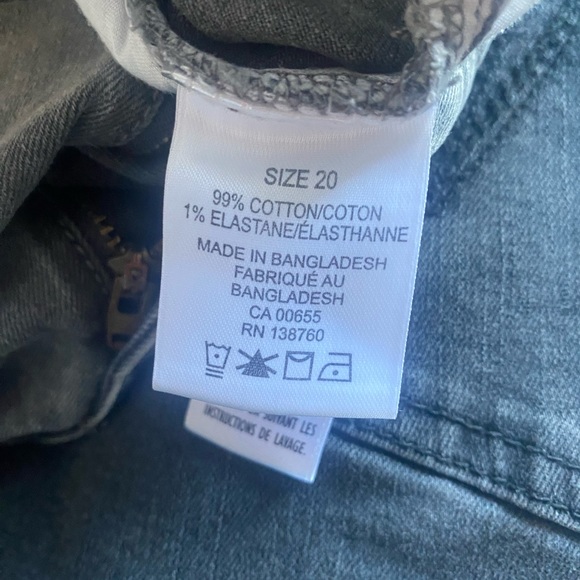 SIZE 20
99% COTTON/COTON
1% ELASTANE/ÉLASTHANNE
MADE IN BANGLADESH
FABRIQUÉ AU
BANGLADESH
CA 00655
RN 138760
SUIVANT LES
INSTRUCTIONS DE LAVAGE.